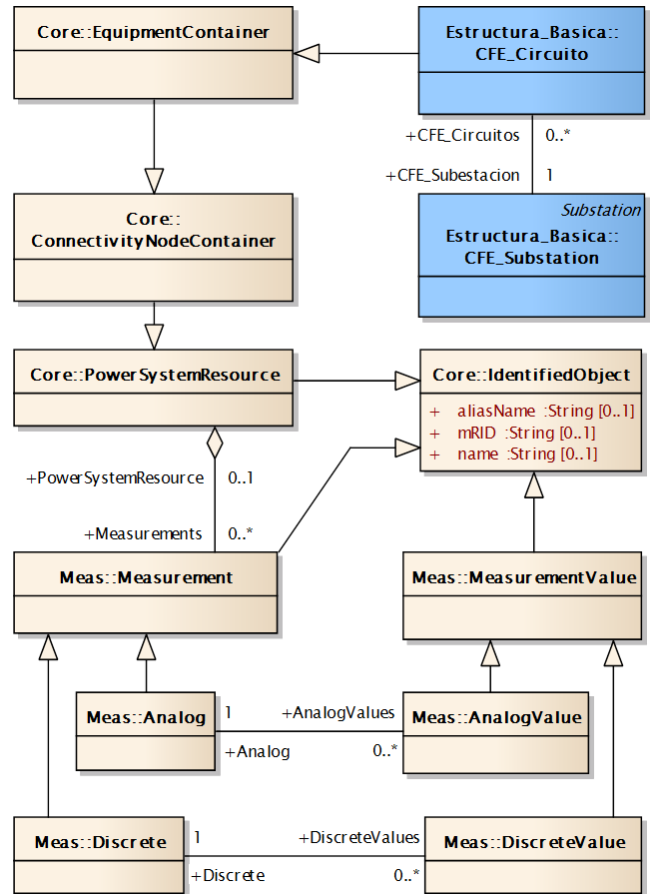 Core::EquipmentContainer
Estructura_Basica::
CFE_Circuito
+CFE_Circuitos 0..*
+CFE_Subestacion 1
Core::
ConnectivityNodeContainer
Substation
Estructura_Basica::
CFE_Substation
Core::PowerSystemResource
Core::IdentifiedObject
+ aliasName :String [0..1]
+ mRID :String [0..1]
+ name :String [0..1]
+PowerSystemResource 0..1
+Measurements 0..*
Meas::Measurement
Meas::MeasurementValue
Meas::Analog
1 +AnalogValues
+Analog 0..*
Meas::AnalogValue
Meas::Discrete
1 +DiscreteValues
+Discrete 0..*
Meas::DiscreteValue